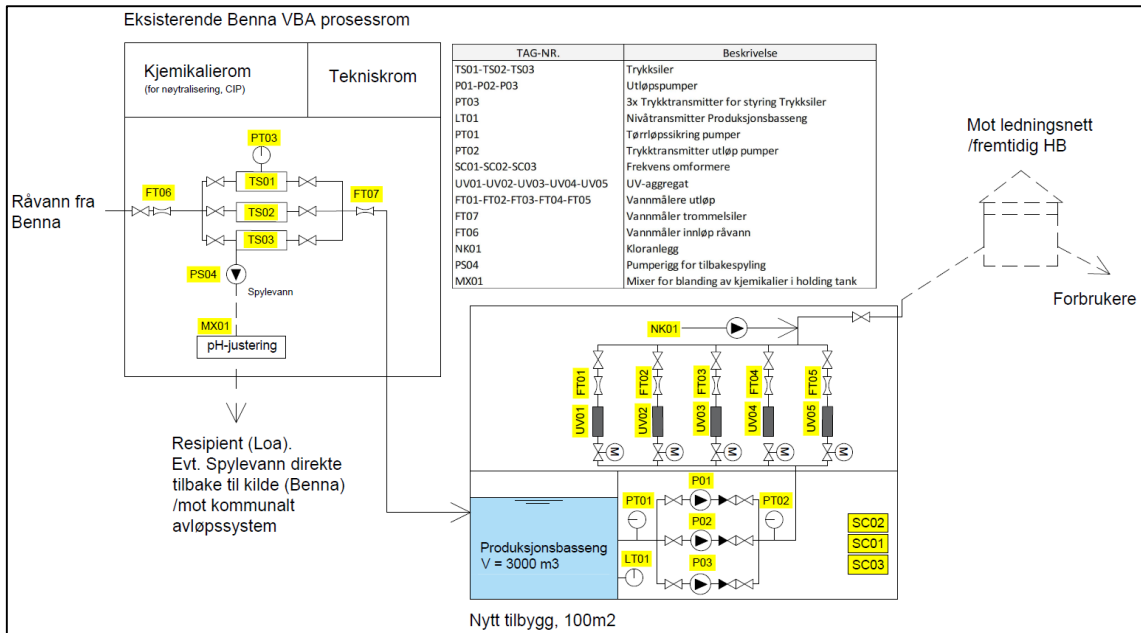 Eksisterende Benna VBA prosessrom
Kjemikalierom
(for nøytralisering, CIP)
Tekniskrom
PT03
TS01
FT06
FT07
Råvann fra
Benna
TS02
TS03
PS04
Spylevann
MX01
pH-justering
Resipient (Loa).
Evt. Spylevann direkte
tilbake til kilde (Benna)
/mot kommunalt
avløpssystem
TAG-NR. Beskrivelse
TS01-TS02-TS03 Trykksiler
P01-P02-P03 Utløpspumper
PT03 3x Trykktransmitter for styring Trykksiler
LT01 Nivåtransmitter Produksjonsbasseng
PT01 Tørrløpssikring pumper
PT02 Trykktransmitter utløp pumper
SC01-SC02-SC03 Frekvens omformere
UV01-UV02-UV03-UV04-UV05 UV-aggregat
FT01-FT02-FT03-FT04-FT05 Vannmålere utløp
FT07 Vannmåler trommelsiler
FT06 Vannmåler innløp råvann
NK01 Kloranlegg
PS04 Pumperigg for tilbakespyling
MX01 Mixer for blanding av kjemikalier i holding tank
Mot ledningsnett
/fremtidig HB
Forbrukere
NK01
FT01 FT02 FT03 FT04 FT05
UV01 UV02 UV03 UV04 UV05
M M M M M
P01
PT01 PT02
P02
P03
LT01
SC02
SC01
SC03
Produksjonsbasseng
V = 3000 m3
Nytt tilbygg, 100m2